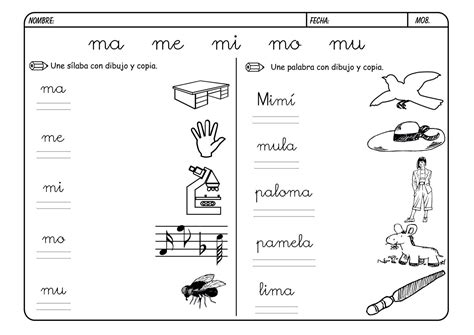 NOMBRE: FECHA: M08.
ma me mi mo mu
Une sílaba con dibujo y copia.
ma
me
mi
mo
mu
Une palabra con dibujo y copia.
Mimí
mula
paloma
pamela
lima